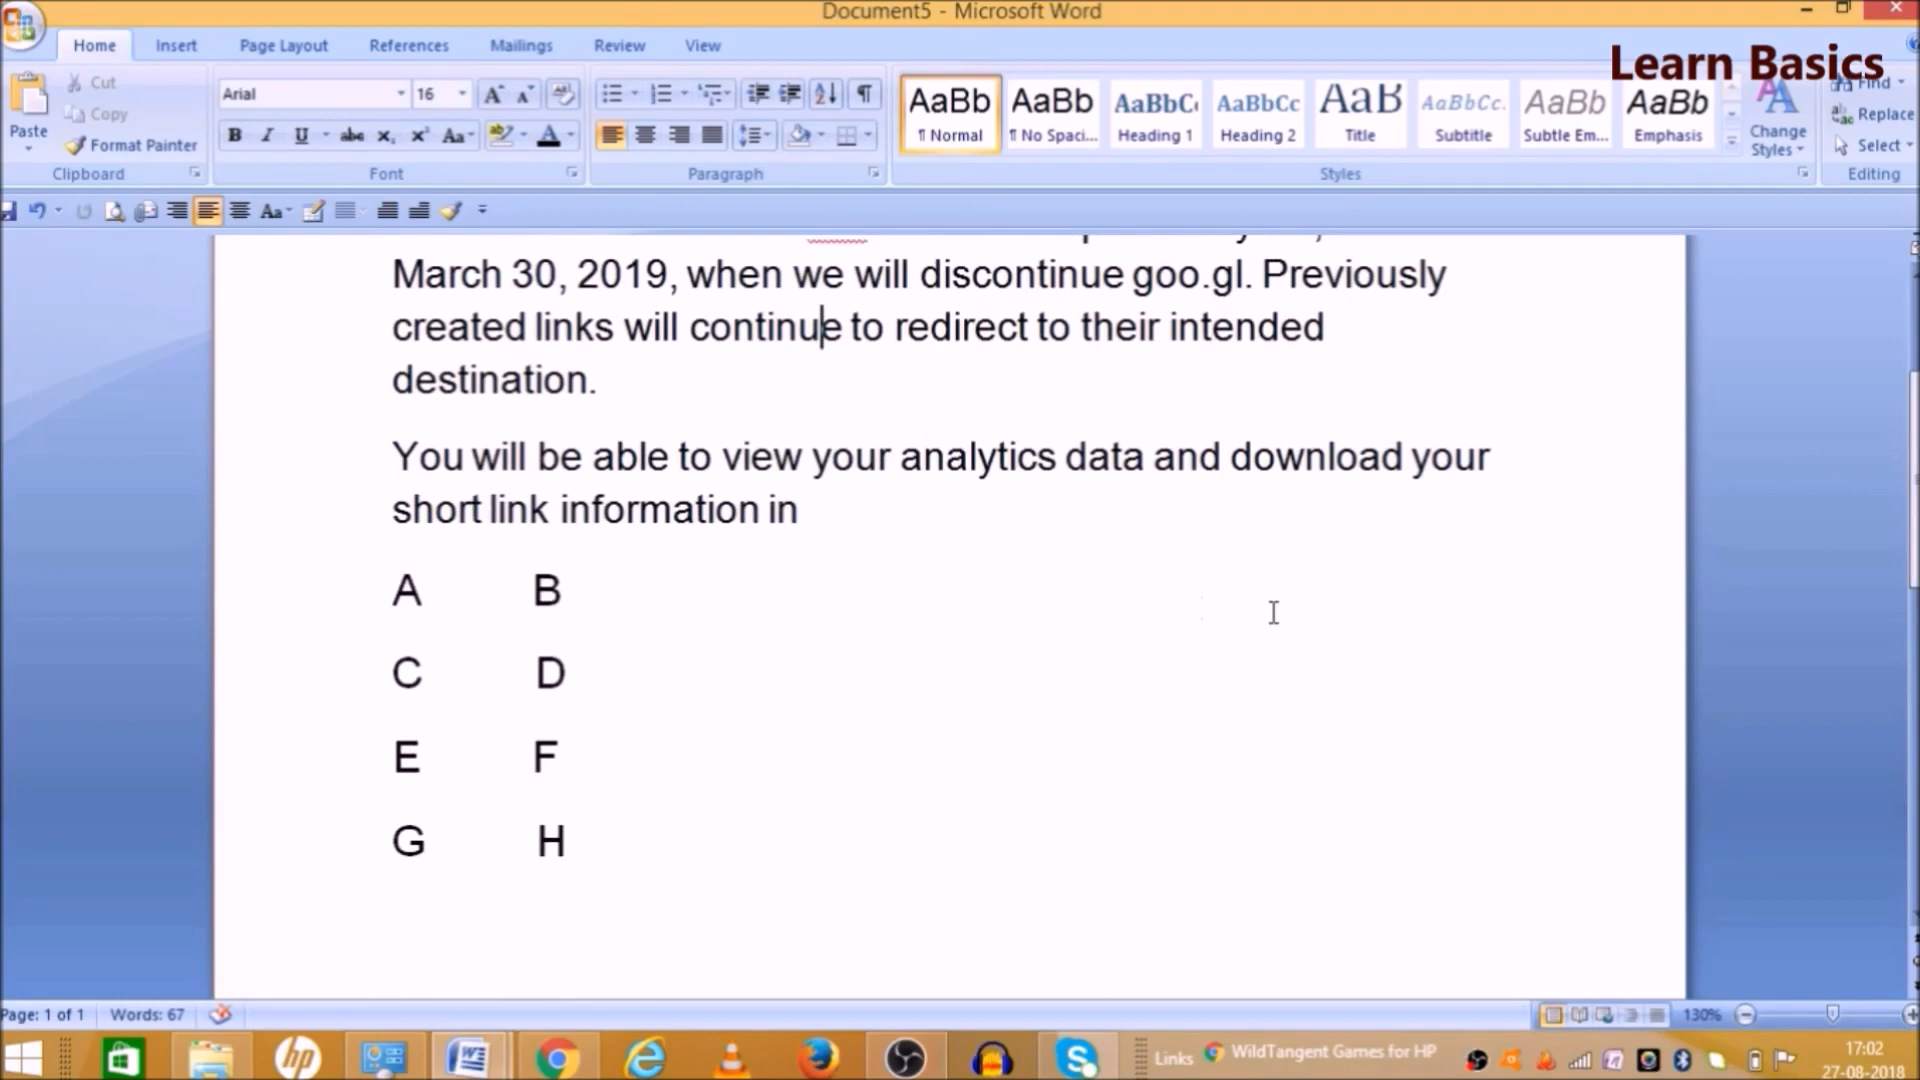 Document5 - Microsoft Word
Home Insert Page Layout References Mailings Review View
Learn Basics
Cut
Copy
Format Painter
Paste
Clipboard
Arial 16
Font
Paragraph
AaBb AaBb AaBbC AaBbCc AaB AaBbCc. AaBb AaBb
¶ Normal ¶ No Spaci... Heading 1 Heading 2 Title Subtitle Subtle Em... Emphasis
Styles
Change Styles
Find
Replace
Select
Editing
March 30, 2019, when we will discontinue goo.gl. Previously
created links will continue to redirect to their intended
destination.
You will be able to view your analytics data and download your
short link information in
A B
C D
E F
G H
Page: 1 of 1 Words: 67 130%
Links WildTangent Games for HP
17:02
27-08-2018